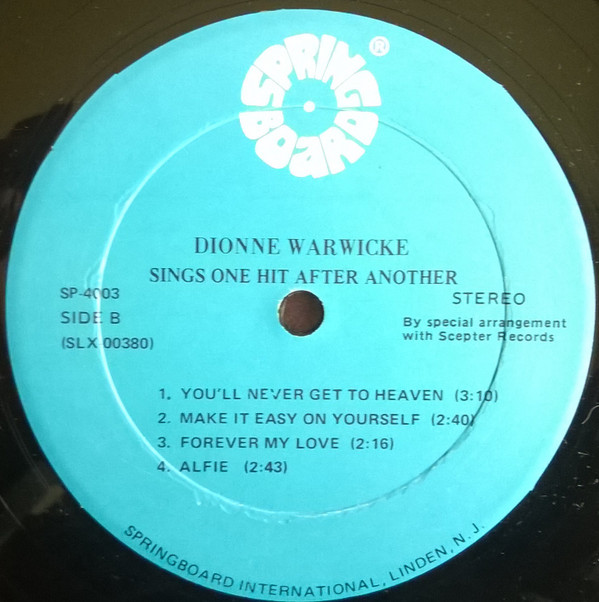 SPRING
BOARD
®
DIONNE WARWICKE
SINGS ONE HIT AFTER ANOTHER
SP-4003
SIDE B
(SLX 00380)
STEREO
By special arrangement
with Scepter Records
1. YOU'LL NEVER GET TO HEAVEN (3:10)
2. MAKE IT EASY ON YOURSELF (2:40)
3. FOREVER MY LOVE (2:16)
4. ALFIE (2:43)
SPRINGBOARD INTERNATIONAL, LINDEN, N.J.